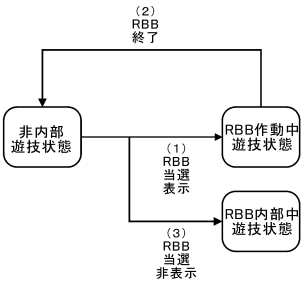 (2)
RBB
終了
非内部
遊技状態
RBB作動中
遊技状態
(1)
RBB
当選
表示
RBB内部中
遊技状態
(3)
RBB
当選
非表示